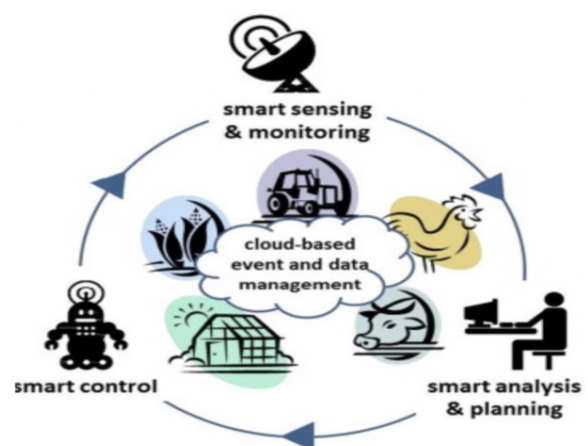 smart sensing
& monitoring
cloud-based
event and data
management
smart control
smart analysis
& planning